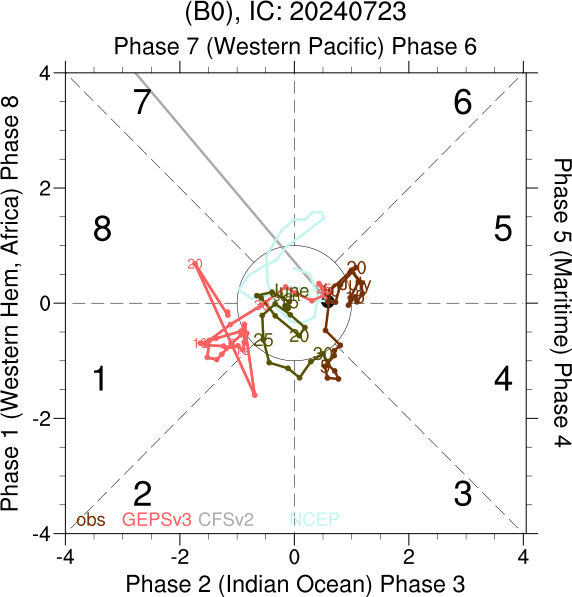 (B0), IC: 20240723
Phase 7 (Western Pacific) Phase 6
Phase 1 (Western Hem, Africa) Phase 8
Phase 5 (Maritime) Phase 4
4
2
0
-2
-4
7
6
8
5
1
4
2
3
20
20
June
July
25
20
30
obs
GEPSv3
CFSv2
NCEP
-4
-2
0
2
4
Phase 2 (Indian Ocean) Phase 3